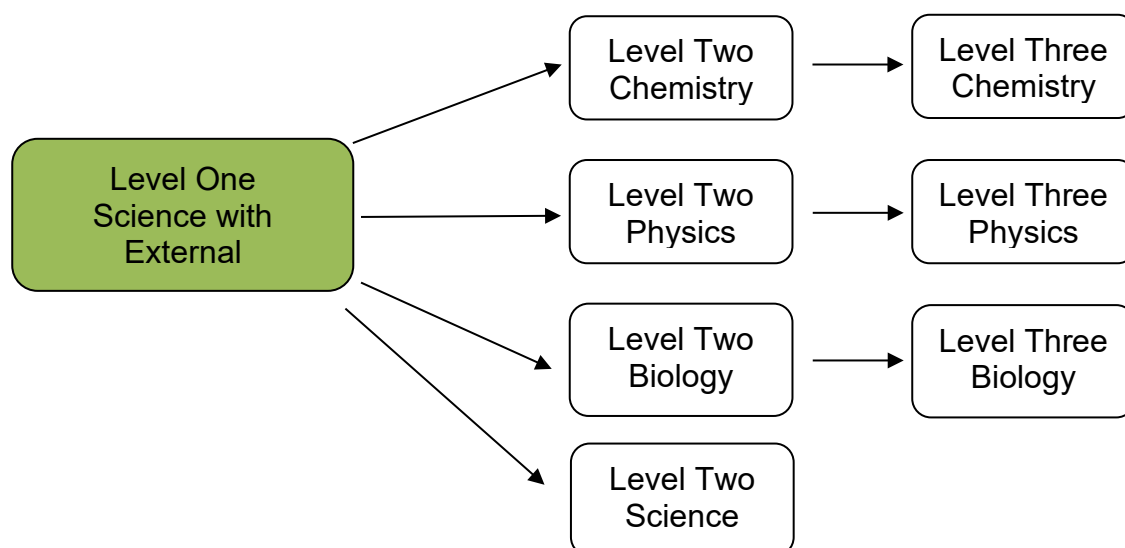 Level One
Science with
External
Level Two
Chemistry
Level Three
Chemistry
Level Two
Physics
Level Three
Physics
Level Two
Biology
Level Three
Biology
Level Two
Science